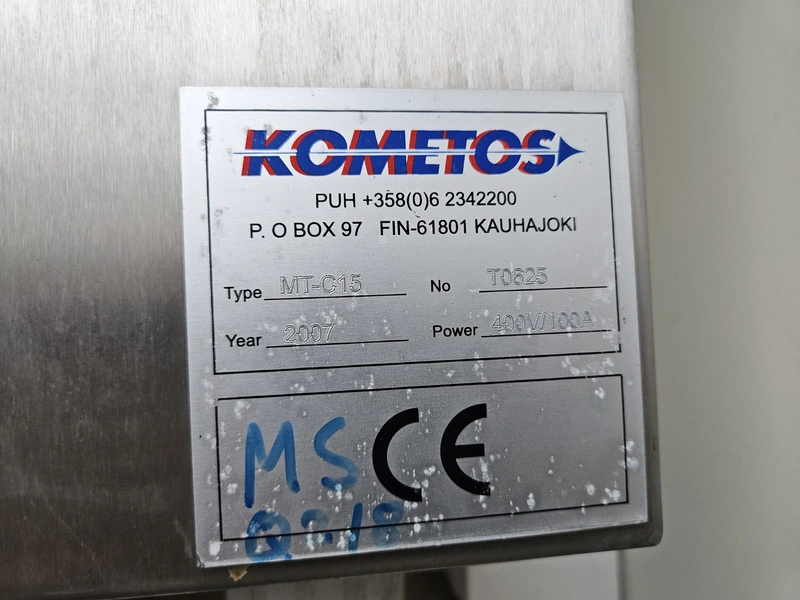 KOMETOS
PUH +358(0)6 2342200
P. O BOX 97 FIN-61801 KAUHAJOKI
Type MT-C15 No T0625
Year 2007 Power 400V/100A
MS CE